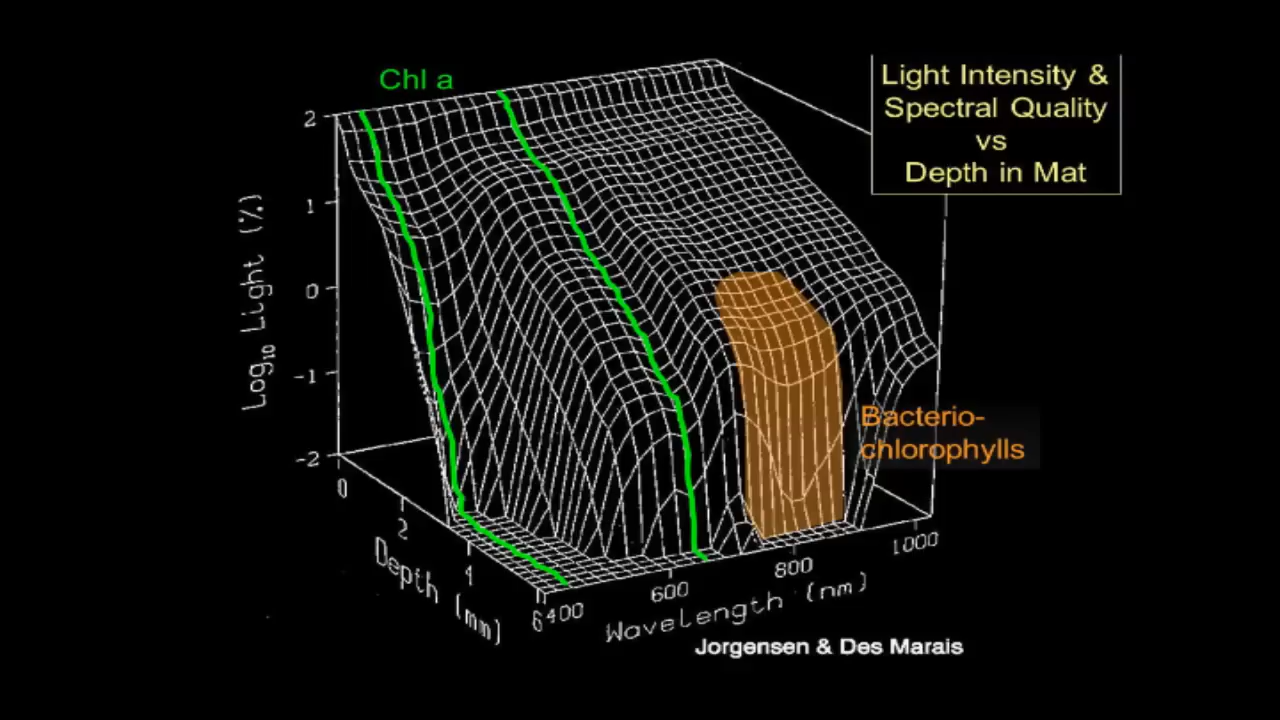 Chl a
Light Intensity &
Spectral Quality
vs
Depth in Mat
2
1
0
-1
-2
Log10 Light (%)
0
2
4
6
Depth (mm)
400
600
800
1000
Wavelength (nm)
Bacterio-
chlorophylls
Jorgensen & Des Marais